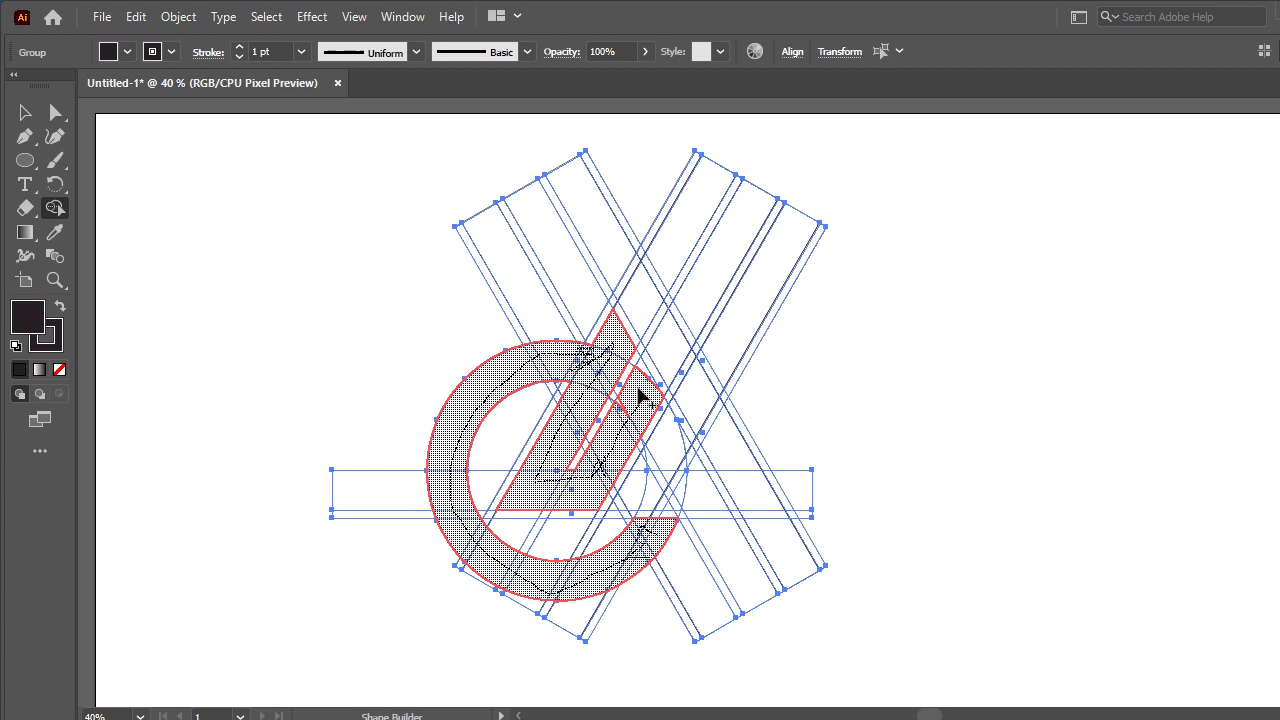 Ai File Edit Object Type Select Effect View Window Help Search Adobe Help
Group Stroke: 1 pt Uniform Basic Opacity: 100% Style: Align Transform
Untitled-1* @ 40 % (RGB/CPU Pixel Preview) ×
40% 1 Shape Builder